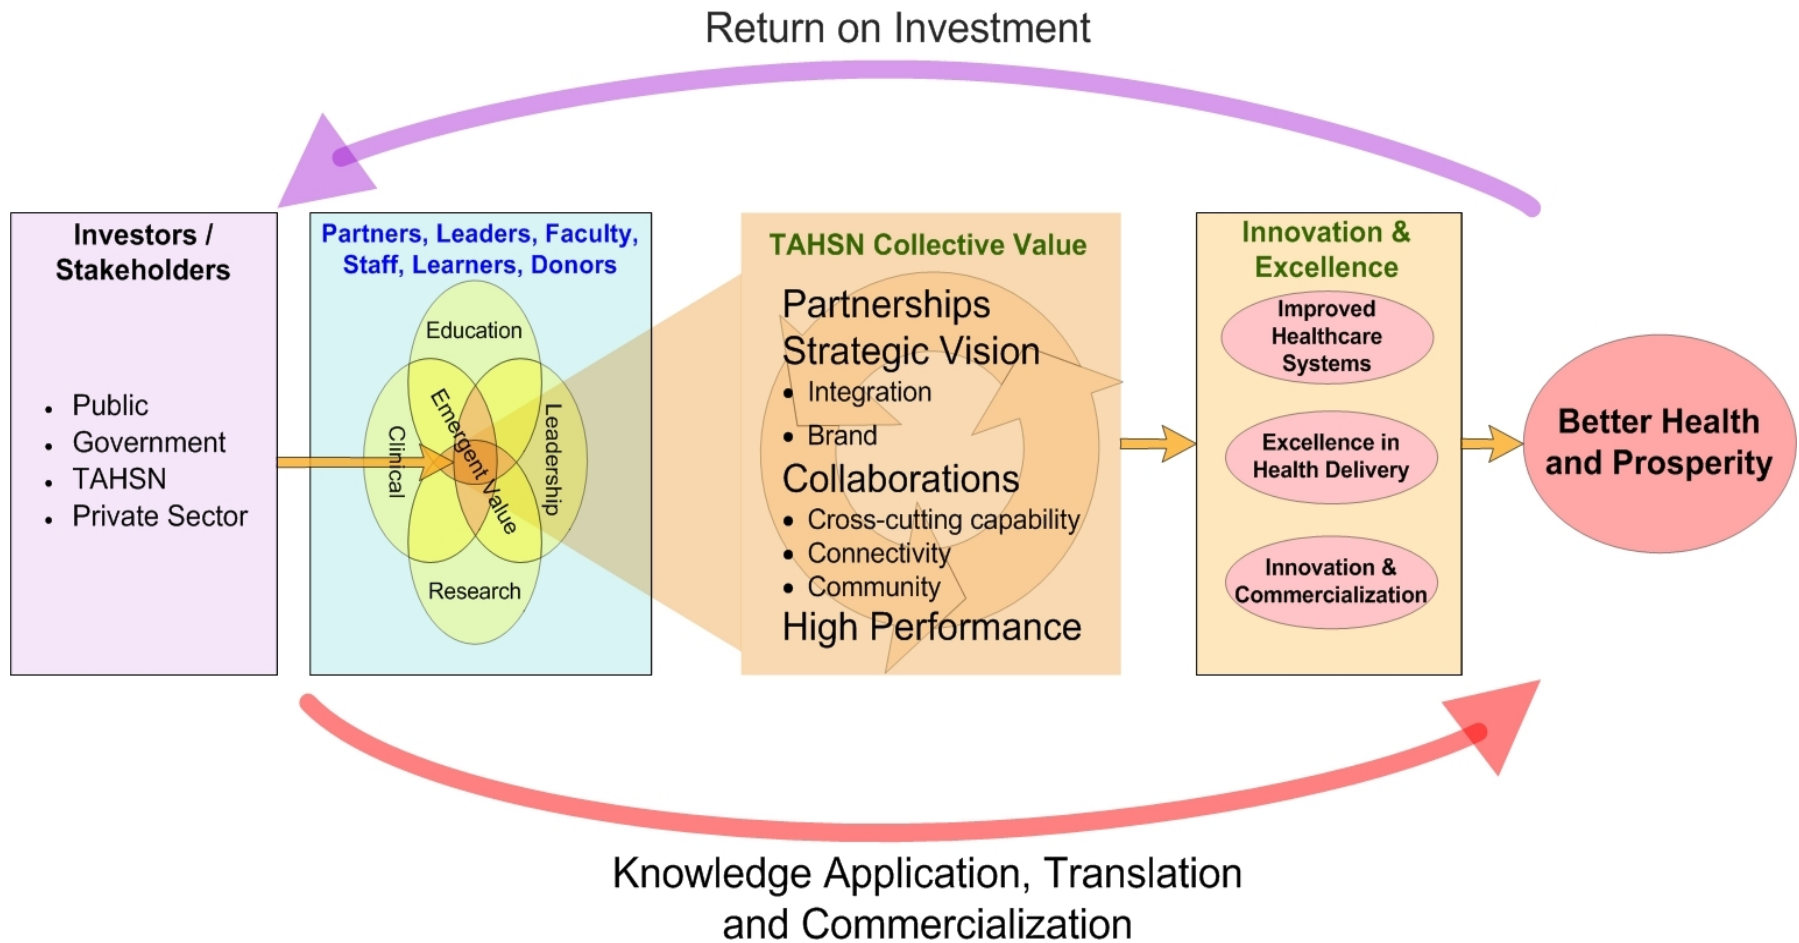 Return on Investment
Investors /
Stakeholders
• Public
• Government
• TAHSN
• Private Sector
Partners, Leaders, Faculty,
Staff, Learners, Donors
Education
Clinical
Emergent Value
Leadership
Research
TAHSN Collective Value
Partnerships
Strategic Vision
• Integration
• Brand
Collaborations
• Cross-cutting capability
• Connectivity
• Community
High Performance
Innovation &
Excellence
Improved
Healthcare
Systems
Excellence in
Health Delivery
Innovation &
Commercialization
Better Health
and Prosperity
Knowledge Application, Translation
and Commercialization